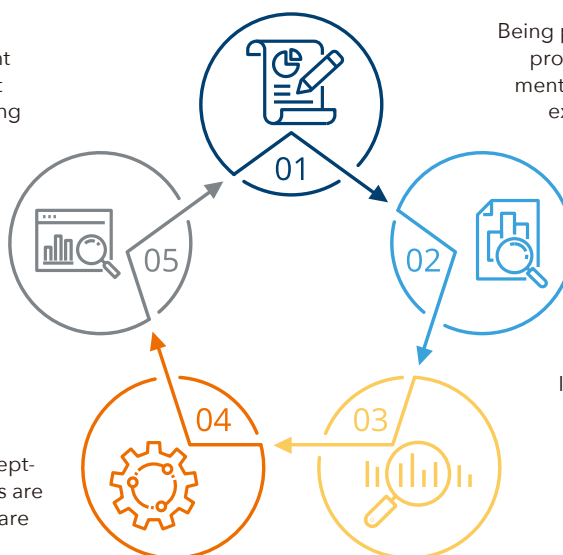 Being p
pro
ment
ex
nt
t
ng
01
02
05
I
04
03
ept-
s are
are